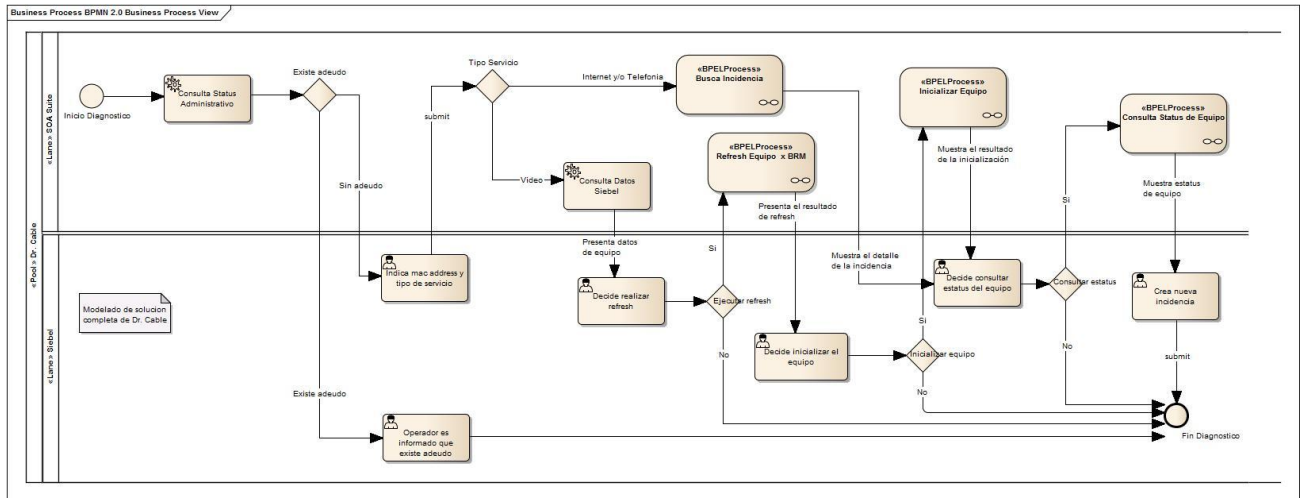 Business Process BPMN 2.0 Business Process View
«Pool» Dr. Cable
«Lane» SOA Suite
Inicio Diagnostico
Consulta Status
Administrativo
Existe adeudo
Sin adeudo
Existe adeudo
submit
Tipo Servicio
Internet y/o Telefonia
Video
Consulta Datos
Siebel
Presenta datos
de equipo
«BPELProcess»
Busca Incidencia
«BPELProcess»
Refresh Equipo x BRM
Presenta el resultado
de refresh
Si
Muestra el detalle
de la incidencia
«BPELProcess»
Inicializar Equipo
Muestra el resultado
de la inicialización
Si
«BPELProcess»
Consulta Status de Equipo
Muestra estatus
de equipo
Si
«Lane» Siebel
Modelado de solucion
completa de Dr. Cable
Indica mac address y
tipo de servicio
Decide realizar
refresh
Ejecutar refresh
No
Decide inicializar el
equipo
Inicializar equipo
No
Decide consultar
estatus del equipo
Consultar estatus
No
Crea nueva
incidencia
submit
Operador es
informado que
existe adeudo
Fin Diagnostico